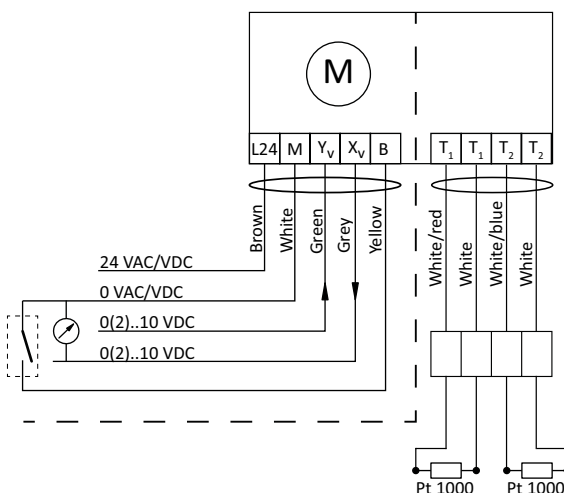 M
L24 M Yv Xv B T1 T1 T2 T2
Brown
White
Green
Grey
Yellow
White/red
White
White/blue
White
24 VAC/VDC
0 VAC/VDC
0(2)..10 VDC
0(2)..10 VDC
Pt 1000 Pt 1000